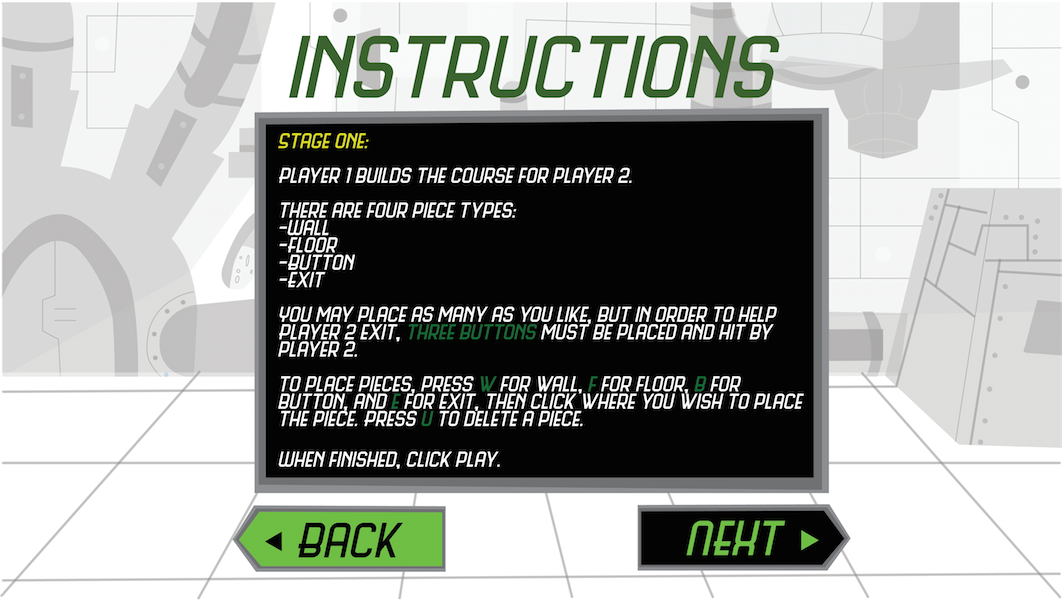 INSTRUCTIONS
STAGE ONE:
PLAYER 1 BUILDS THE COURSE FOR PLAYER 2.
THERE ARE FOUR PIECE TYPES:
-WALL
-FLOOR
-BUTTON
-EXIT
YOU MAY PLACE AS MANY AS YOU LIKE, BUT IN ORDER TO HELP
PLAYER 2 EXIT, THREE BUTTONS MUST BE PLACED AND HIT BY
PLAYER 2.
TO PLACE PIECES, PRESS W FOR WALL, F FOR FLOOR, B FOR
BUTTON, AND E FOR EXIT. THEN CLICK WHERE YOU WISH TO PLACE
THE PIECE. PRESS U TO DELETE A PIECE.
WHEN FINISHED, CLICK PLAY.
BACK
NEXT